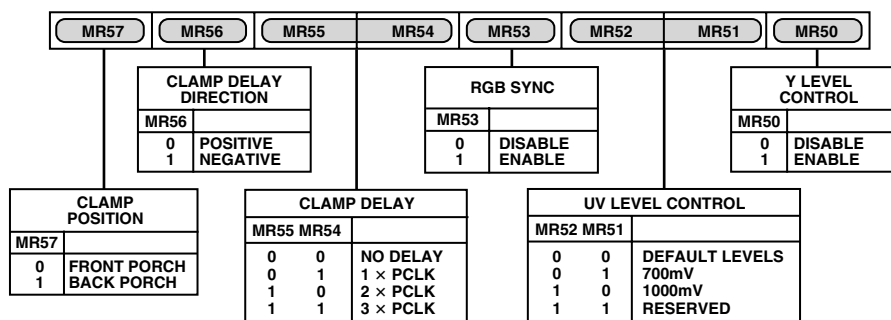 MR57 MR56 MR55 MR54 MR53 MR52 MR51 MR50
CLAMP DELAY
DIRECTION
MR56
0 POSITIVE
1 NEGATIVE
RGB SYNC
MR53
0 DISABLE
1 ENABLE
Y LEVEL
CONTROL
MR50
0 DISABLE
1 ENABLE
CLAMP
POSITION
MR57
0 FRONT PORCH
1 BACK PORCH
CLAMP DELAY
MR55 MR54
0 0 NO DELAY
0 1 1 × PCLK
1 0 2 × PCLK
1 1 3 × PCLK
UV LEVEL CONTROL
MR52 MR51
0 0 DEFAULT LEVELS
0 1 700mV
1 0 1000mV
1 1 RESERVED